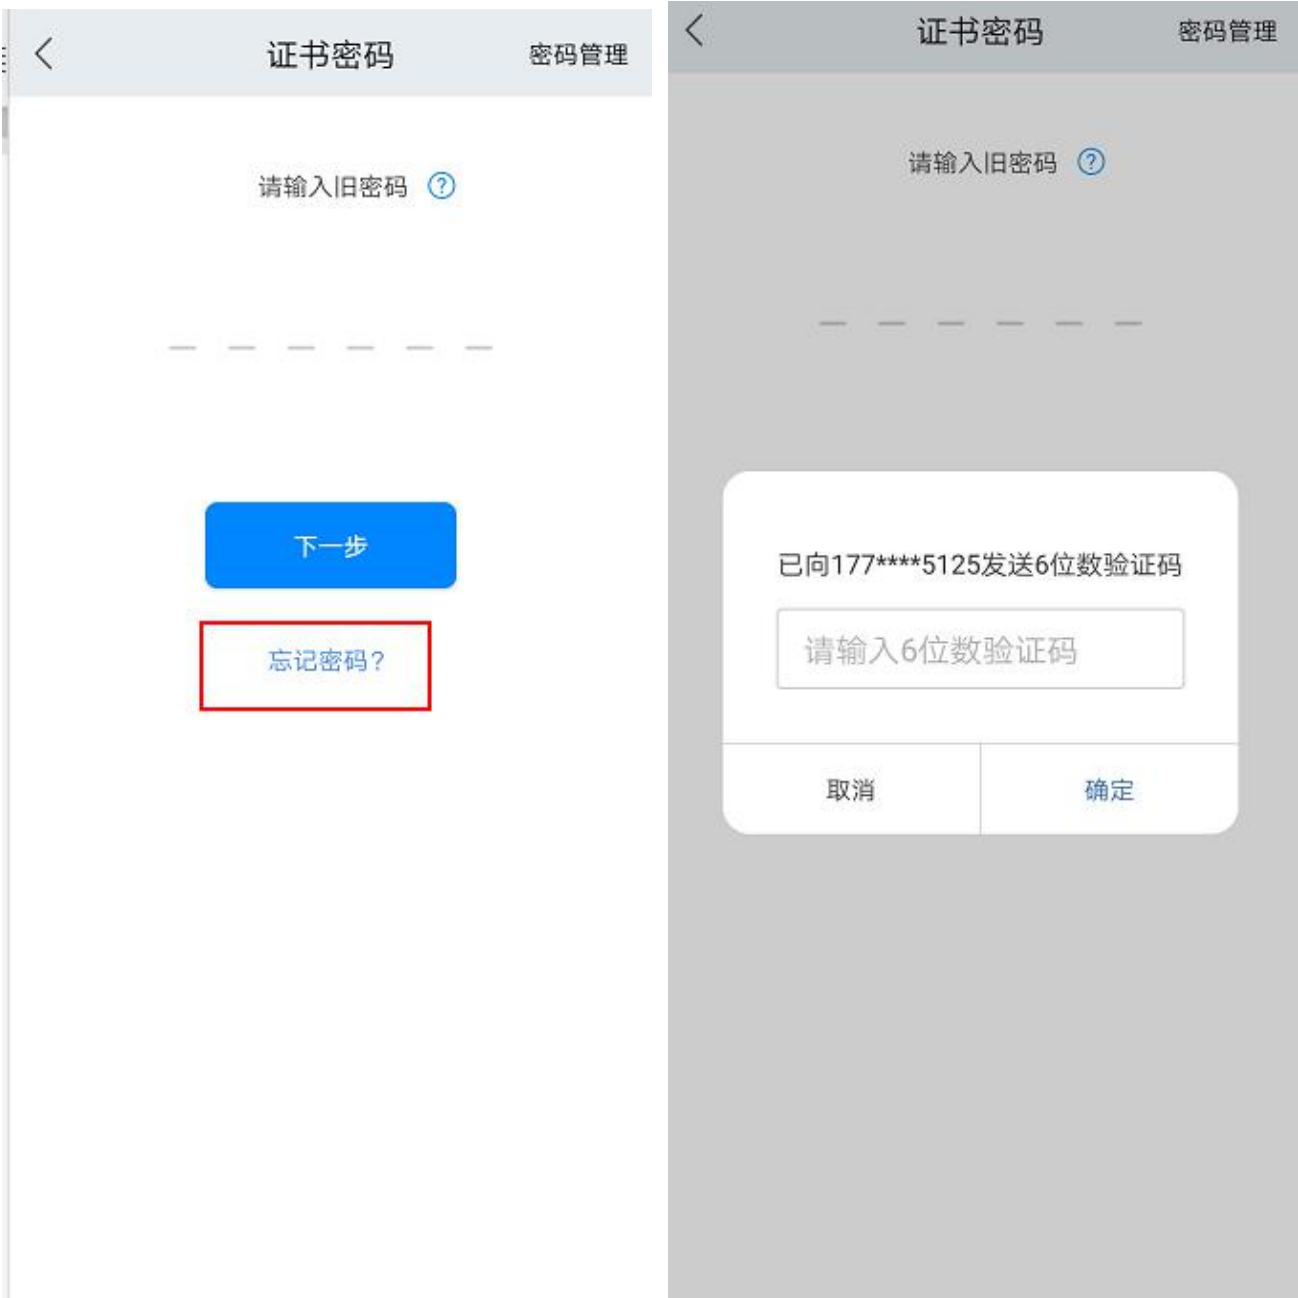 证书密码
密码管理
请输入旧密码 ?
下一步
忘记密码?
证书密码
密码管理
请输入旧密码 ?
已向177****5125发送6位数验证码
请输入6位数验证码
取消
确定